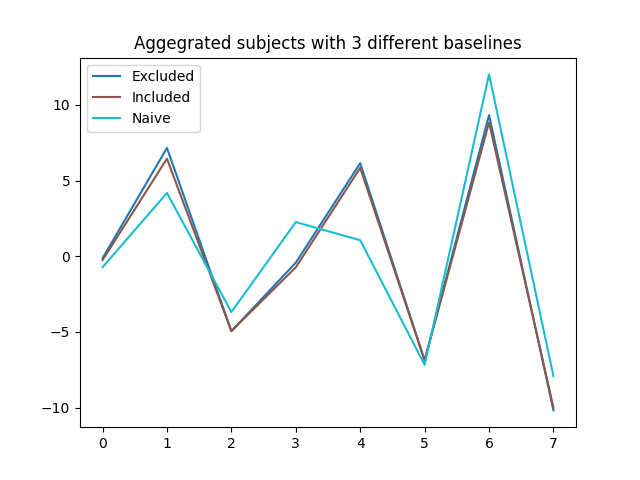 Aggegrated subjects with 3 different baselines
Excluded
Included
Naive
10
5
0
−5
−10
0 1 2 3 4 5 6 7